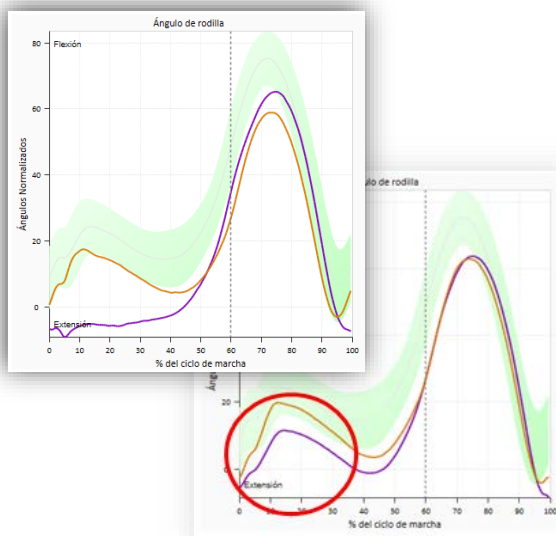 Ángulo de rodilla
Flexión
Extensión
Ángulos Normalizados
80
60
40
20
0
0 10 20 30 40 50 60 70 80 90 100
% del ciclo de marcha
ulo de rodilla
Áng
20
0
Extensión
0 10 20 30 40 50 60 70 80 90 100
% del ciclo de marcha